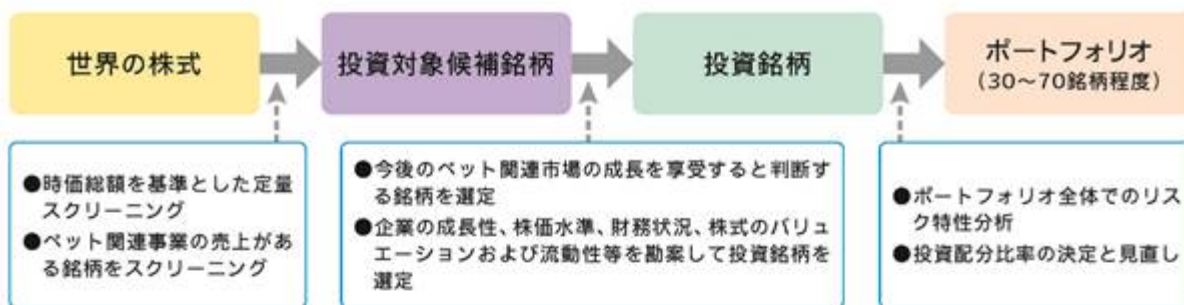 世界の株式
投資対象候補銘柄
投資銘柄
ポートフォリオ
(30〜70銘柄程度)
●時価総額を基準とした定量
スクリーニング
●ペット関連事業の売上があ
る銘柄をスクリーニング
●今後のペット関連市場の成長を享受すると判断す
る銘柄を選定
●企業の成長性、株価水準、財務状況、株式のバリュ
エーションおよび流動性等を勘案して投資銘柄を
選定
●ポートフォリオ全体でのリス
ク特性分析
●投資配分比率の決定と見直し